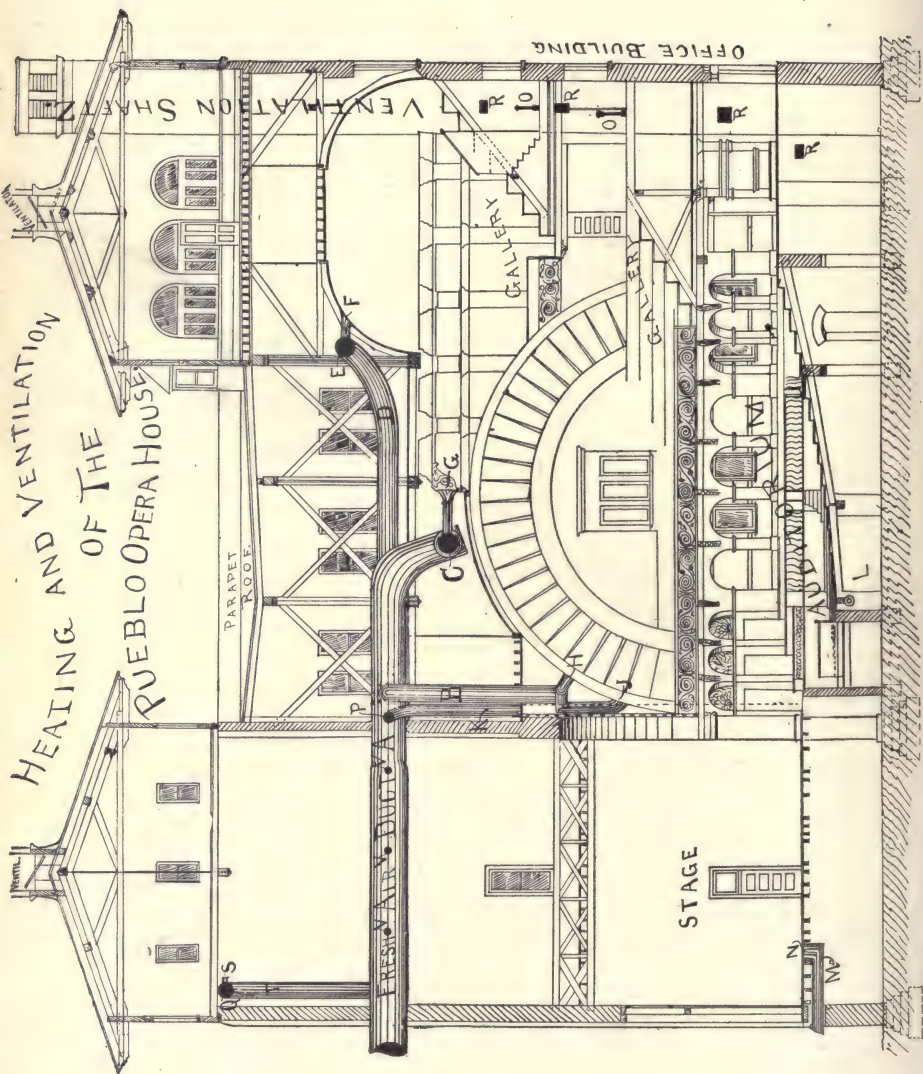 HEATING AND VENTILATION
OF THE
PUEBLO OPERA HOUSE.
VENTIL.
VENTILATOR
VENTILATION SHAFT
OFFICE BUILDING
PARAPET
ROOF.
Q
S
T
FRESH AIR DUCT
V
V
A
P
B
K
H
J
C
G
D
E
F
GALLERY
GALLERY
R
O
R
O
R
R
AUDITORIUM
L
STAGE
N
M